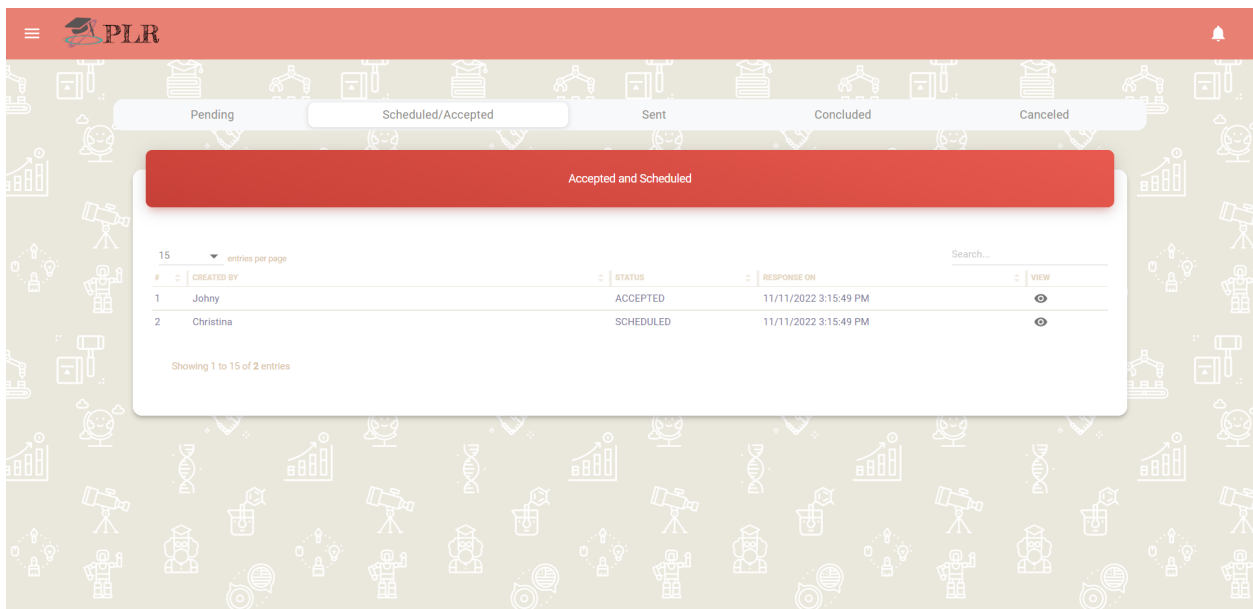 PLR
Pending Scheduled/Accepted Sent Concluded Canceled
Accepted and Scheduled
15 entries per page Search...
# CREATED BY STATUS RESPONSE ON VIEW
1 Johny ACCEPTED 11/11/2022 3:15:49 PM
2 Christina SCHEDULED 11/11/2022 3:15:49 PM
Showing 1 to 15 of 2 entries